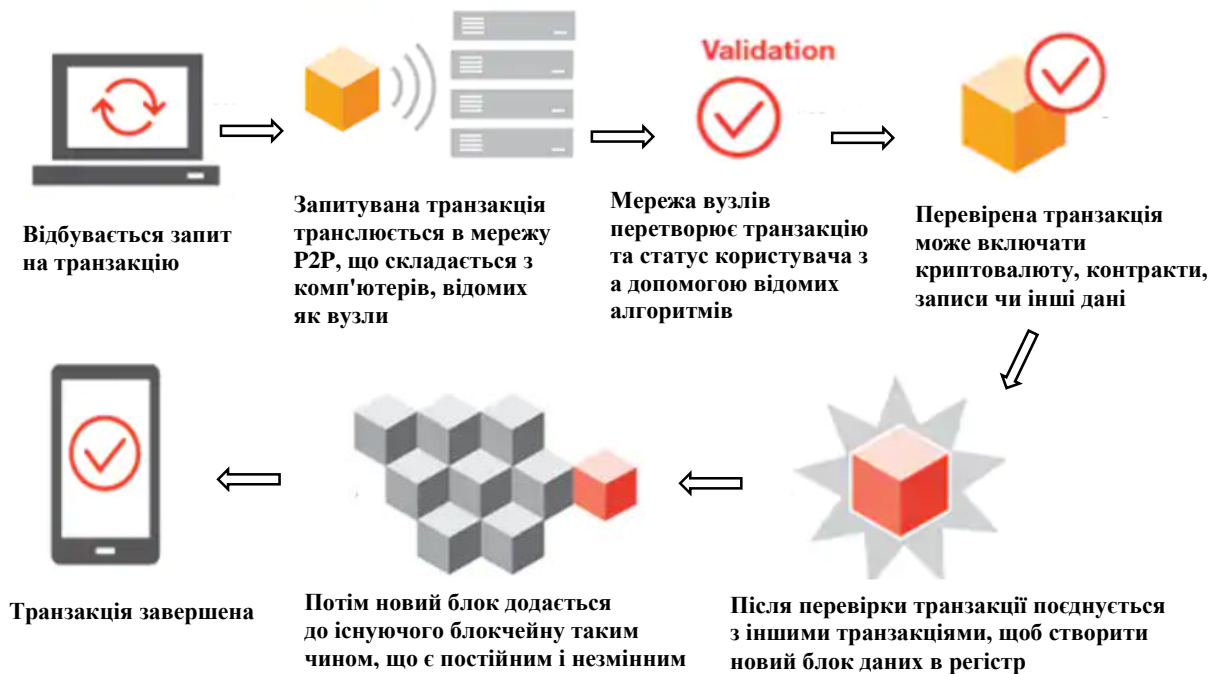 Validation
Відбувається запит
на транзакцію
Запитувана транзакція
транслюється в мережу
P2P, що складається з
комп'ютерів, відомих
як вузли
Мережа вузлів
перетворює транзакцію
та статус користувача з
а допомогою відомих
алгоритмів
Перевірена транзакція
може включати
криптовалюту, контракти,
записи чи інші дані
Транзакція завершена
Потім новий блок додається
до існуючого блокчейну таким
чином, що є постійним і незмінним
Після перевірки транзакції поєднується
з іншими транзакціями, щоб створити
новий блок даних в регістр